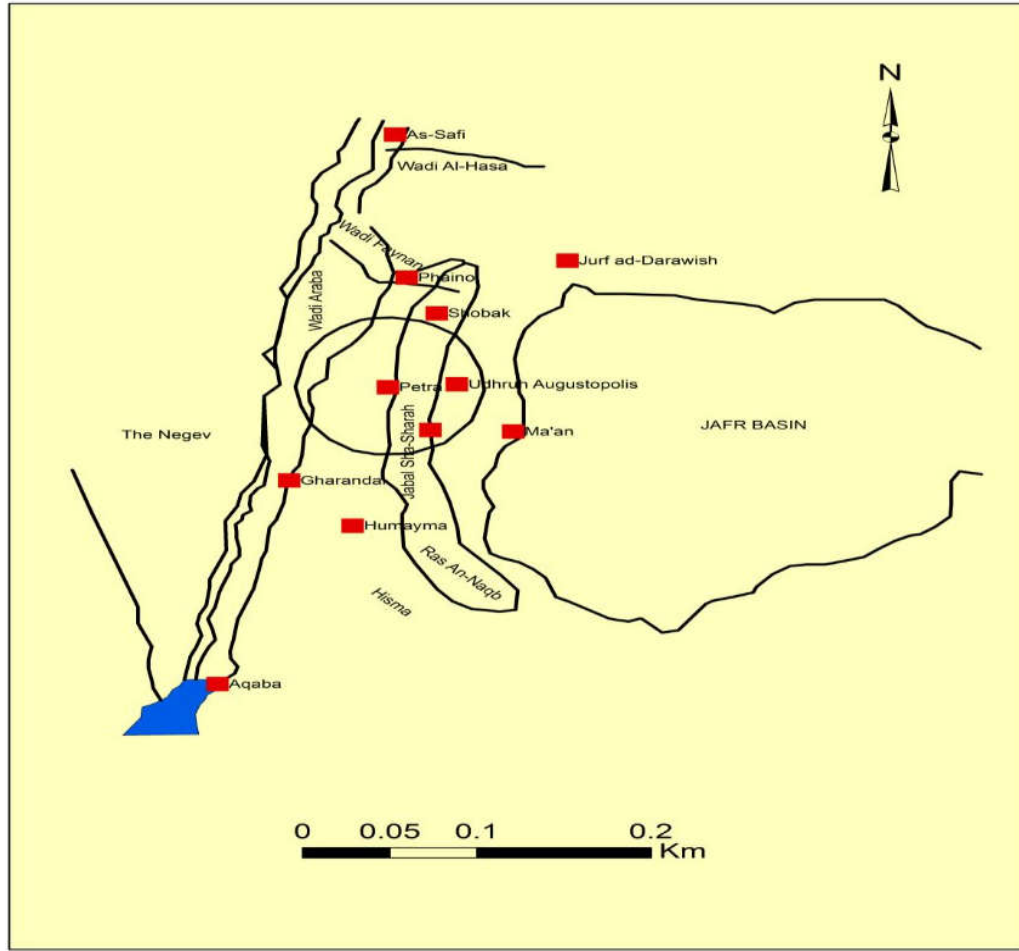 N
As-Safi
Wadi Al-Hasa
Wadi Faynan
Jurf ad-Darawish
Phaino
Wadi Araba
Shobak
Petra
Udhruh Augustopolis
The Negev
Jabal Sha-Sharah
Ma'an
JAFR BASIN
Gharandal
Humayma
Ras An-Naqb
Hisma
Aqaba
0 0.05 0.1 0.2
Km